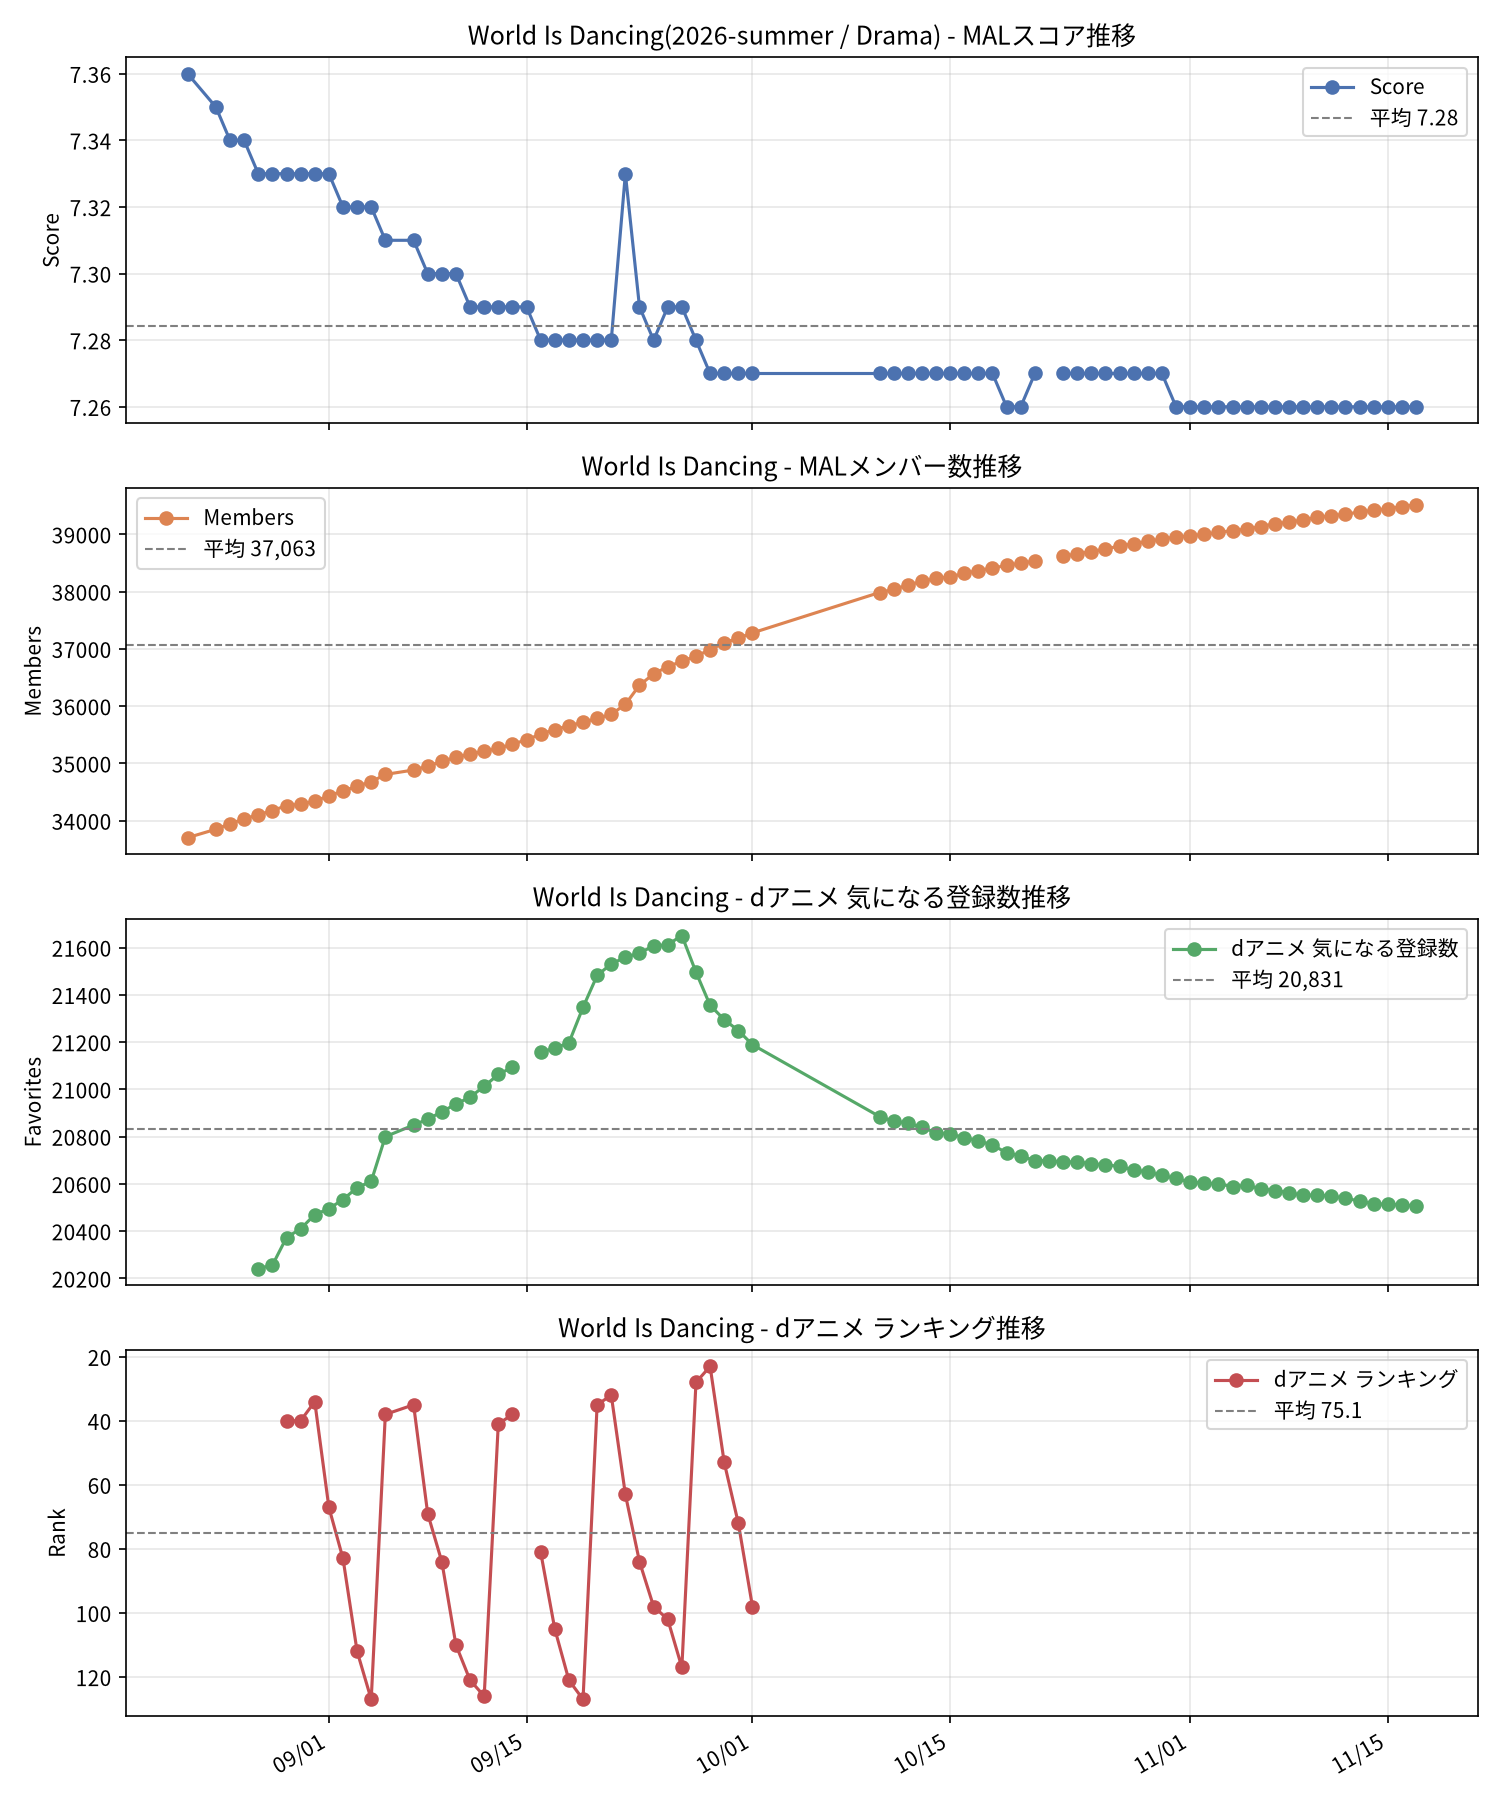 World Is Dancing(2026-summer / Drama) - MALスコア推移
Score
7.36
7.34
7.32
7.30
7.28
7.26
Score
平均 7.28
World Is Dancing - MALメンバー数推移
Members
39000
38000
37000
36000
35000
34000
Members
平均 37,063
World Is Dancing - dアニメ 気になる登録数推移
Favorites
21600
21400
21200
21000
20800
20600
20400
20200
dアニメ 気になる登録数
平均 20,831
World Is Dancing - dアニメ ランキング推移
Rank
20
40
60
80
100
120
dアニメ ランキング
平均 75.1
09/01
09/15
10/01
10/15
11/01
11/15